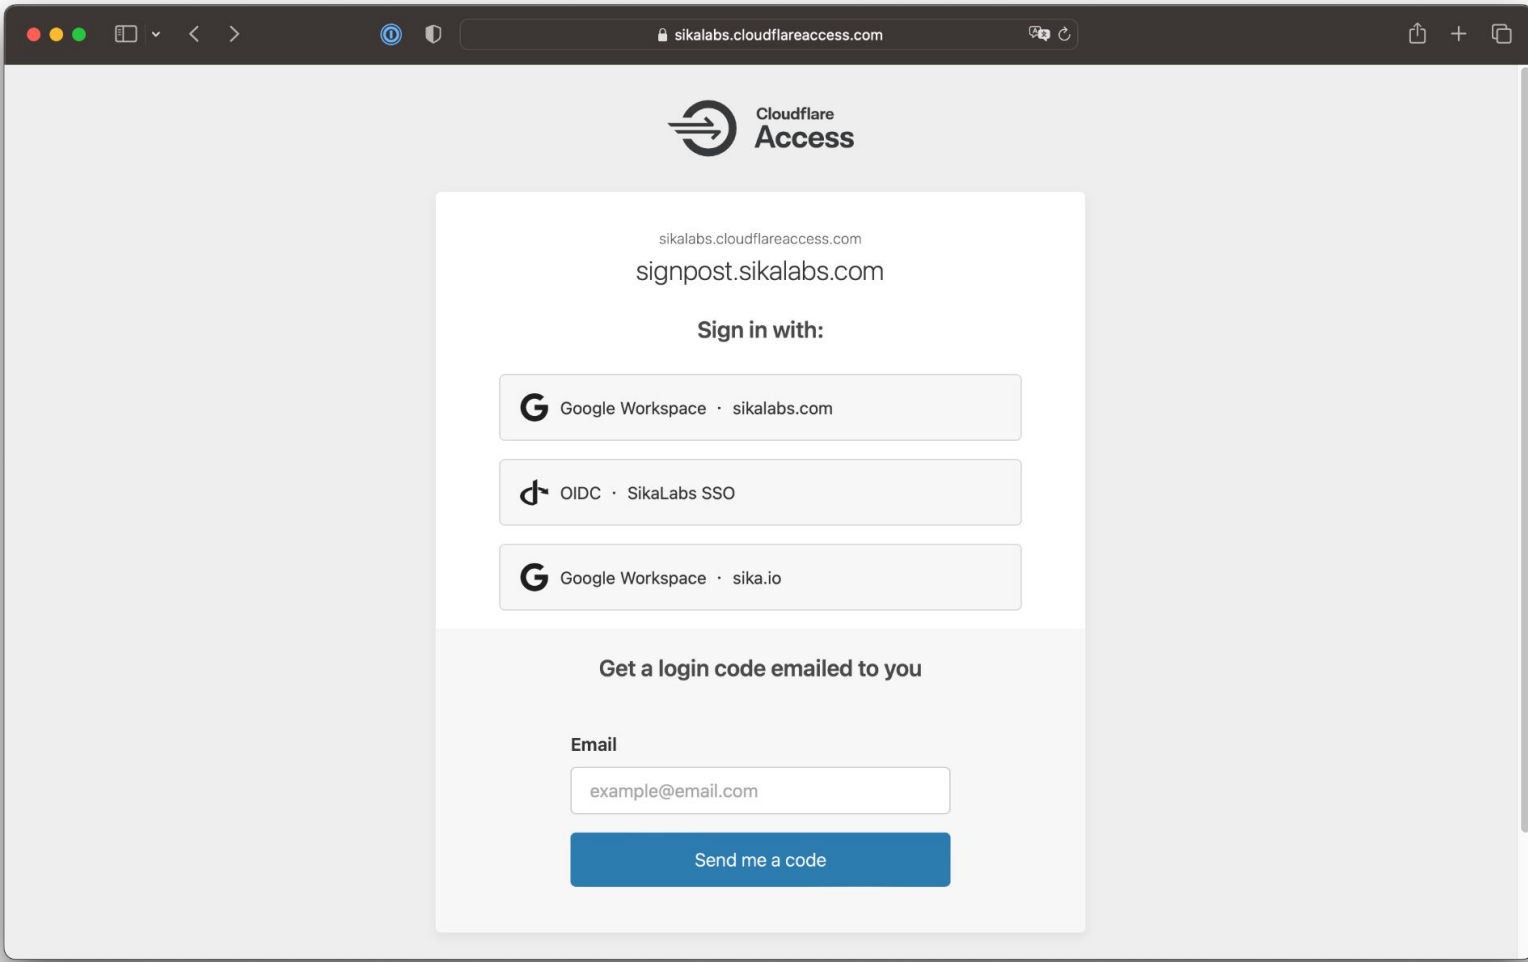 sikalabs.cloudflareaccess.com
Cloudflare
Access
sikalabs.cloudflareaccess.com
signpost.sikalabs.com
Sign in with:
Google Workspace · sikalabs.com
OIDC · SikaLabs SSO
Google Workspace · sika.io
Get a login code emailed to you
Email
example@email.com
Send me a code